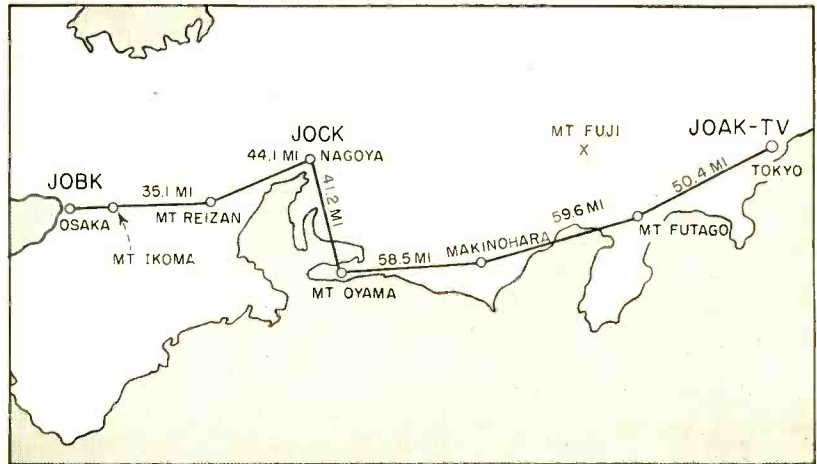 JOBK
OSAKA
MT IKOMA
35.1 MI
MT REIZAN
44.1 MI
JOCK
NAGOYA
41.2 MI
MT OYAMA
58.5 MI
MAKINOHARA
59.6 MI
MT FUJI
X
MT FUTAGO
50.4 MI
JOAK-TV
TOKYO